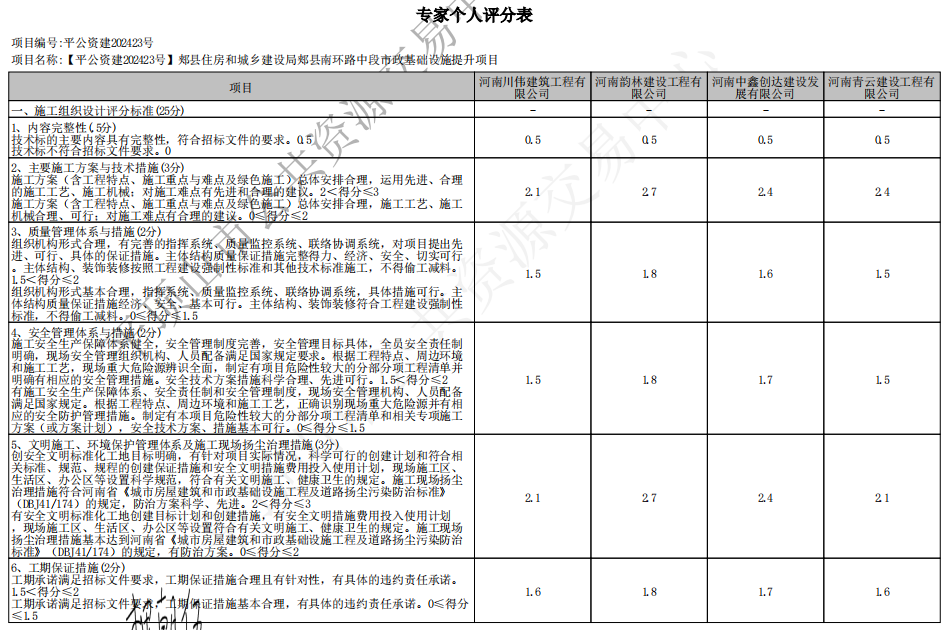 专家个人评分表
项目编号:平公资建202423号
项目名称:【平公资建202423号】郏县住房和城乡建设局郏县南环路中段市政基础设施提升项目
项目
河南川伟建筑工程有
限公司
河南韵林建设工程有
限公司
河南中鑫创达建设发
展有限公司
河南青云建设工程有
限公司
一、施工组织设计评分标准(25分) - - - -
1、内容完整性(.5分)
技术标的主要内容具有完整性，符合招标文件的要求。0.5
技术标不符合招标文件要求。0
0.5 0.5 0.5 0.5
2、主要施工方案与技术措施(3分)
施工方案（含工程特点、施工重点与难点及绿色施工）总体安排合理，运用先进、合理
的施工工艺、施工机械；对施工难点有先进和合理的建议。2＜得分≤3
施工方案（含工程特点、施工重点与难点及绿色施工）总体安排合理，施工工艺、施工
机械合理、可行；对施工难点有合理的建议。0≤得分≤2
2.1 2.7 2.4 2.4
3、质量管理体系与措施(2分)
组织机构形式合理，有完善的指挥系统、质量监控系统、联络协调系统，对项目提出先
进、可行、具体的保证措施。主体结构质量保证措施完整得力、经济、安全、切实可行
。主体结构、装饰装修按照工程建设强制性标准和其他技术标准施工，不得偷工减料。
1.5＜得分≤2
组织机构形式基本合理，指挥系统、质量监控系统、联络协调系统，具体措施可行。主
体结构质量保证措施经济、安全、基本可行。主体结构、装饰装修符合工程建设强制性
标准，不得偷工减料。0≤得分≤1.5
1.5 1.8 1.6 1.5
4、安全管理体系与措施(2分)
施工安全生产保障体系健全，安全管理制度完善，安全管理目标具体，全员安全责任制
明确，现场安全管理组织机构、人员配备满足国家规定要求。根据工程特点、周边环境
和施工工艺，现场重大危险源辨识全面，制定有项目危险性较大的分部分项工程清单并
明确有相应的安全管理措施。安全技术方案措施科学合理、先进可行。1.5＜得分≤2
有施工安全生产保障体系、安全责任制和安全管理制度，现场安全管理机构、人员配备
满足国家规定。根据工程特点、周边环境和施工工艺，正确识别现场重大危险源并有相
应的安全防护管理措施。制定有本项目危险性较大的分部分项工程清单和相关专项施工
方案（或方案计划），安全技术方案、措施基本可行。0≤得分≤1.5
1.5 1.8 1.7 1.5
5、文明施工、环境保护管理体系及施工现场扬尘治理措施(3分)
创安全文明标准化工地目标明确，有针对项目实际情况，科学可行的创建计划和符合相
关标准、规范、规程的创建保证措施和安全文明措施费用投入使用计划，现场施工区、
生活区、办公区等设置科学规范，符合有关文明施工、健康卫生的规定。施工现场扬尘
治理措施符合河南省《城市房屋建筑和市政基础设施工程及道路扬尘污染防治标准》
（DBJ41/174）的规定，防治方案科学、先进。2＜得分≤3
有安全文明标准化工地创建目标计划和创建措施，有安全文明措施费用投入使用计划
，现场施工区、生活区、办公区等设置符合有关文明施工、健康卫生的规定。施工现场
扬尘治理措施基本达到河南省《城市房屋建筑和市政基础设施工程及道路扬尘污染防治
标准》（DBJ41/174）的规定，有防治方案。0≤得分≤2
2.1 2.7 2.4 2.1
6、工期保证措施(2分)
工期承诺满足招标文件要求，工期保证措施合理且有针对性，有具体的违约责任承诺。
1.5＜得分≤2
工期承诺满足招标文件要求，工期保证措施基本合理，有具体的违约责任承诺。0≤得分
≤1.5
1.6 1.8 1.7 1.6